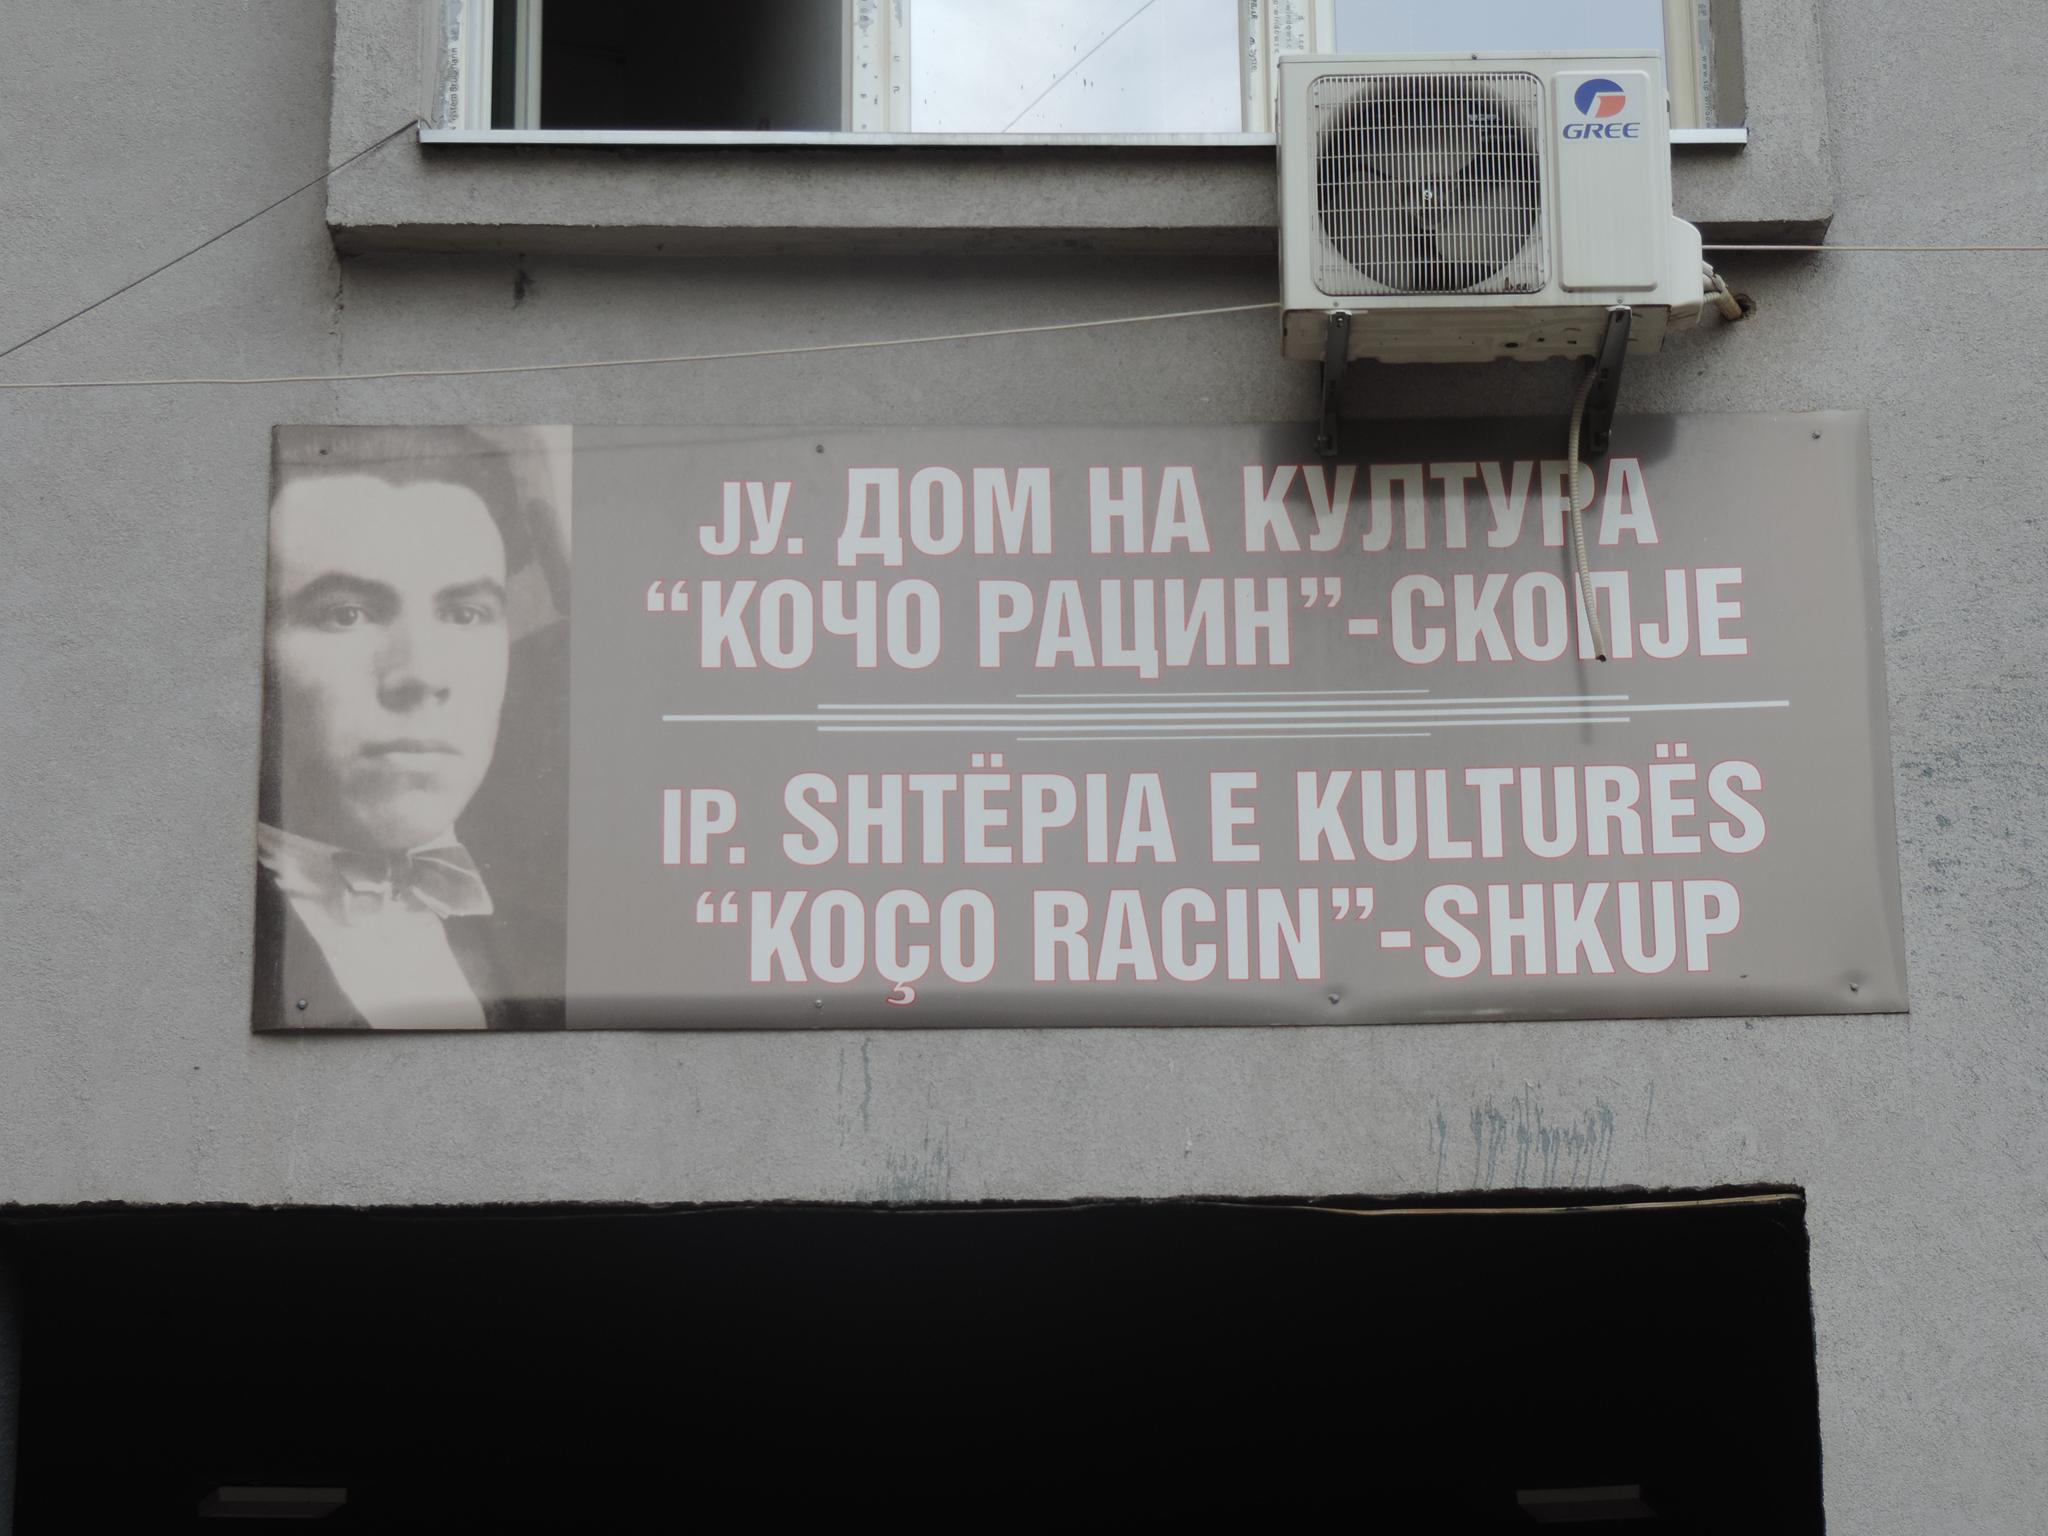 GREE
ЈУ. ДОМ НА КУЛТУРА
“КОЧО РАЦИН”-СКОПЈЕ
IP. SHTËPIA E KULTURËS
“KOÇO RACIN”-SHKUP